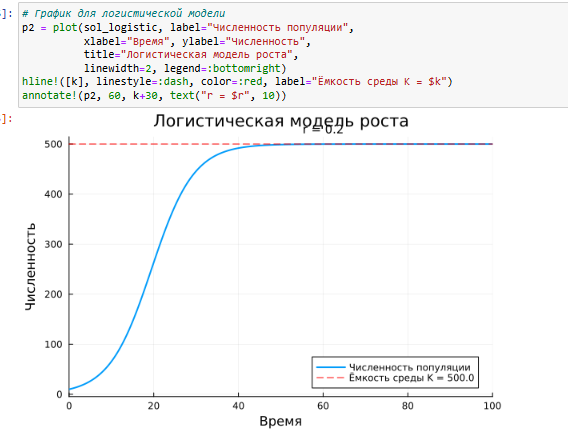 ]:
# График для логистической модели
p2 = plot(sol_logistic, label="Численность популяции",
xlabel="Время", ylabel="Численность",
title="Логистическая модель роста",
linewidth=2, legend=:bottomright)
hline!([k], linestyle=:dash, color=:red, label="Ёмкость среды K = $k")
annotate!(p2, 60, k+30, text("r = $r", 10))
]:
Логистическая модель роста
r = 0.2
500
400
300
200
100
0
Численность
0 20 40 60 80 100
Время
Численность популяции
Ёмкость среды K = 500.0